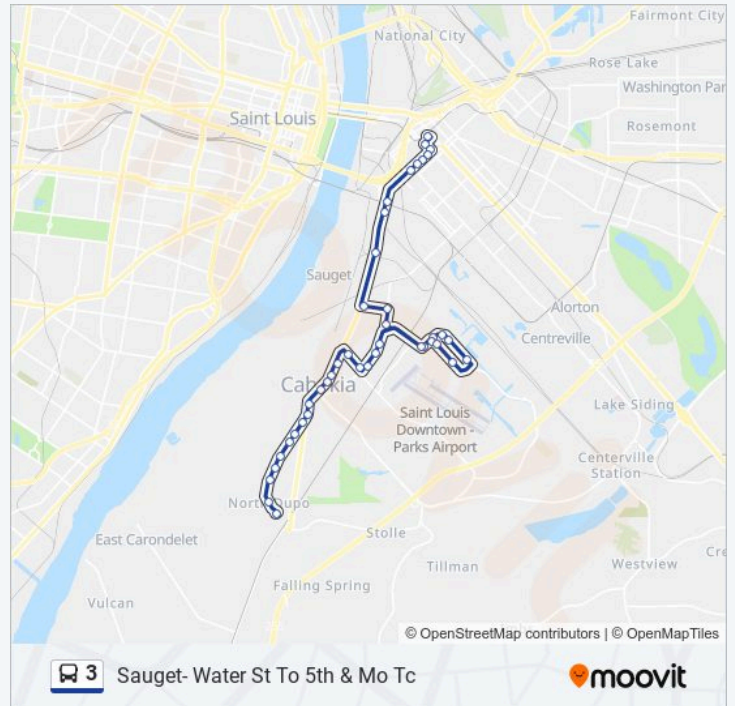 Fairmont City
National City
Rose Lake
Washington Par
Saint Louis
Rosemont
Sauget
Alorton
Centreville
Cahokia
Saint Louis
Downtown -
Parks Airport
Lake Siding
Centerville
Station
North Dupo
Stolle
East Carondelet
Tillman
Westview
Cre
Falling Spring
Vulcan
© OpenStreetMap contributors | © OpenMapTiles
3 Sauget- Water St To 5th & Mo Tc
moovit